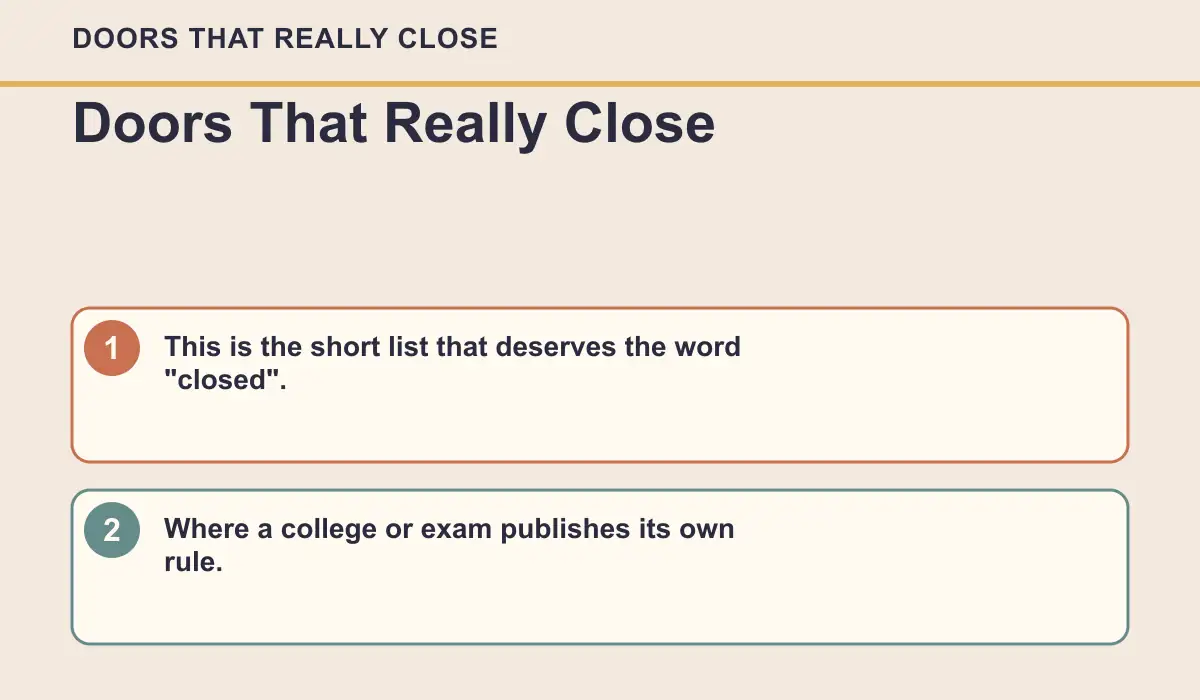 DOORS THAT REALLY CLOSE
Doors That Really Close
1
This is the short list that deserves the word
"closed".
2
Where a college or exam publishes its own
rule.